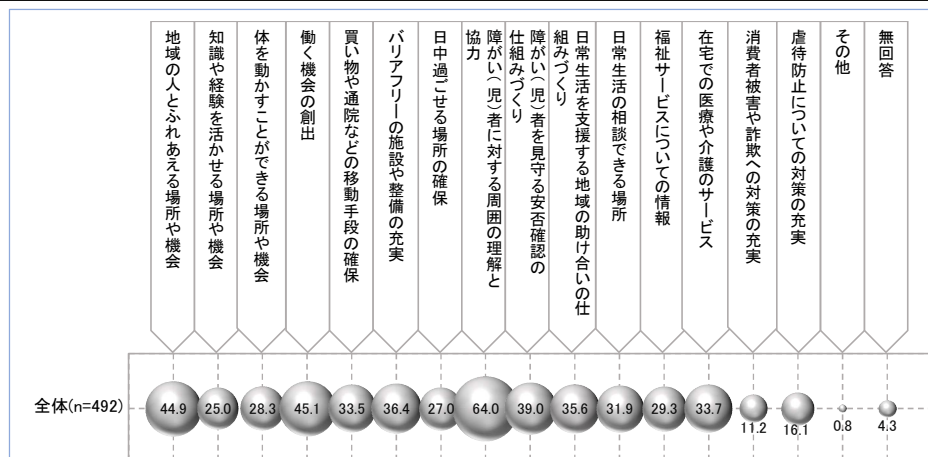 地域の人とふれあえる場所や機会
知識や経験を活かせる場所や機会
体を動かすことができる場所や機会
働く機会の創出
買い物や通院などの移動手段の確保
バリアフリーの施設や整備の充実
日中過ごせる場所の確保
障がい(児)者に対する周囲の理解と
協力
障がい(児)者を見守る安否確認の
仕組みづくり
日常生活を支援する地域の助け合いの仕
組みづくり
日常生活の相談できる場所
福祉サービスについての情報
在宅での医療や介護のサービス
消費者被害や詐欺への対策の充実
虐待防止についての対策の充実
その他
無回答
全体(n=492) 44.9 25.0 28.3 45.1 33.5 36.4 27.0 64.0 39.0 35.6 31.9 29.3 33.7 11.2 16.1 0.8 4.3